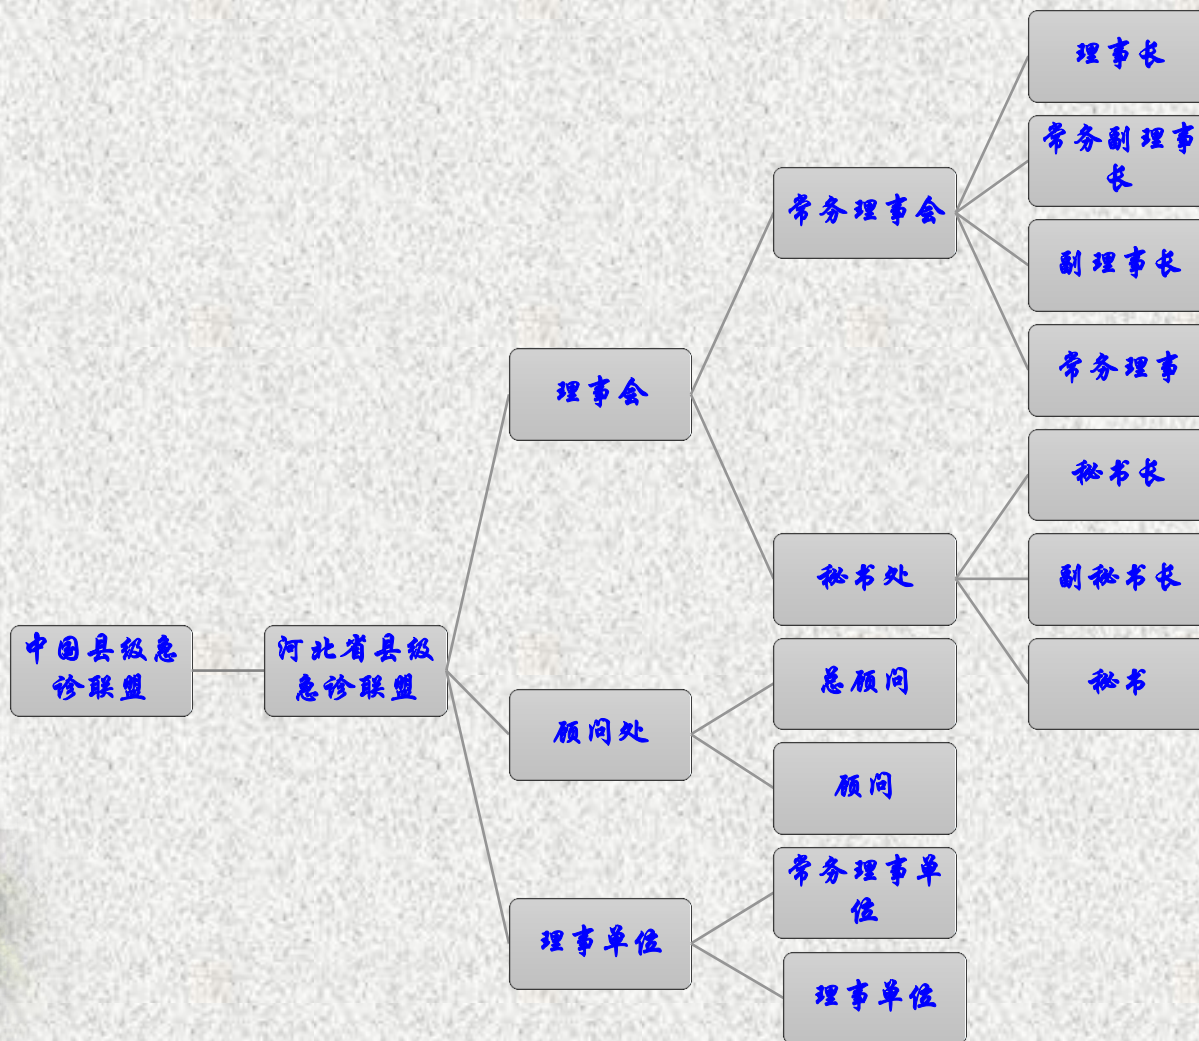 理事长
常务副理事
长
常务理事会
副理事长
常务理事
理事会
秘书长
秘书处
副秘书长
中国县级急
诊联盟
河北省县级
急诊联盟
总顾问
秘书
顾问处
顾问
常务理事单
位
理事单位
理事单位